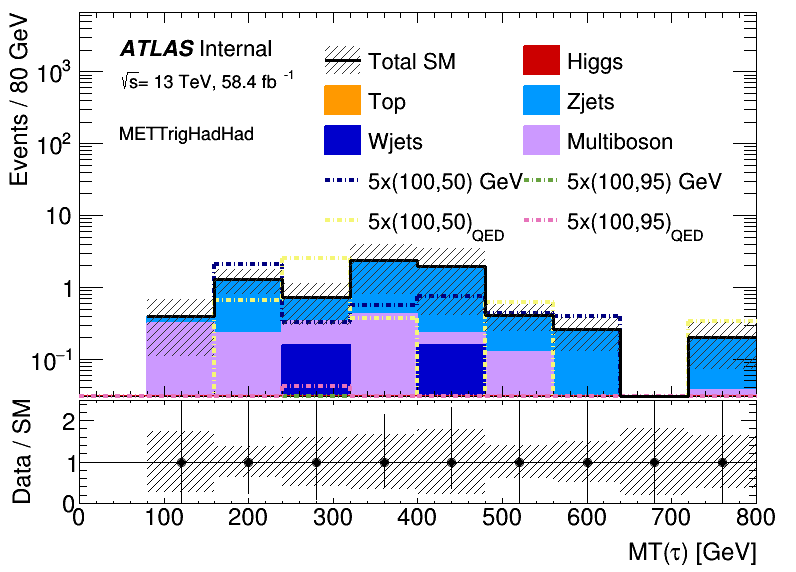 Events / 80 GeV
10³
10²
10
1
10⁻¹
ATLAS Internal
√s= 13 TeV, 58.4 fb ⁻¹
METTrigHadHad
Total SM
Higgs
Top
Zjets
Wjets
Multiboson
5x(100,50) GeV
5x(100,95) GeV
5x(100,50)QED
5x(100,95)QED
Data / SM
2
1
0
0 100 200 300 400 500 600 700 800
MT(τ) [GeV]